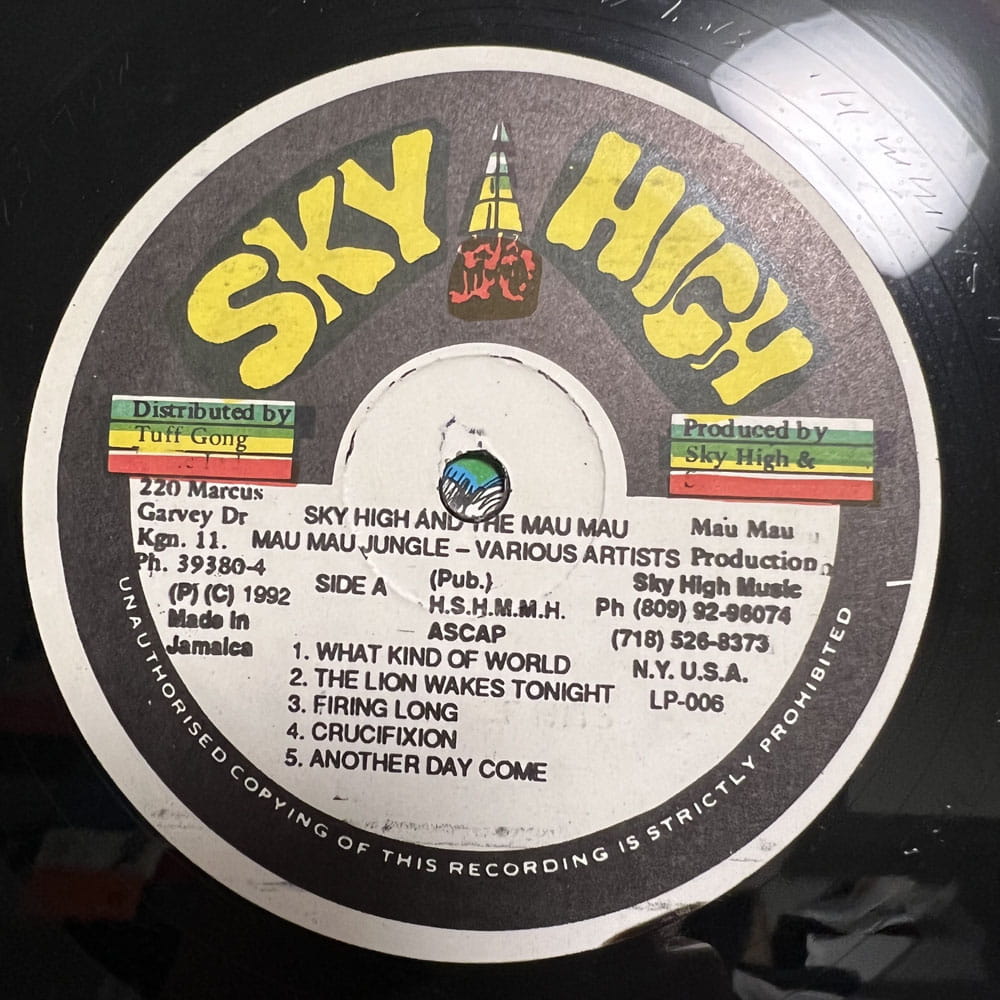 SKY HIGH
Distributed by
Tuff Gong
220 Marcus
Garvey Dr
Kgn. 11.
Ph. 39380-4
(P) (C) 1992
Made In
Jamaica
Produced by
Sky High &
Mau Mau
Production
Sky High Music
Ph (809) 92-96074
(718) 526-8373
N.Y. U.S.A.
LP-006
SKY HIGH AND THE MAU MAU
MAU MAU JUNGLE – VARIOUS ARTISTS
SIDE A
(Pub.)
H.S.H.M.M.H.
ASCAP
1. WHAT KIND OF WORLD
2. THE LION WAKES TONIGHT
3. FIRING LONG
4. CRUCIFIXION
5. ANOTHER DAY COME
UNAUTHORISED COPYING OF THIS RECORDING IS STRICTLY PROHIBITED